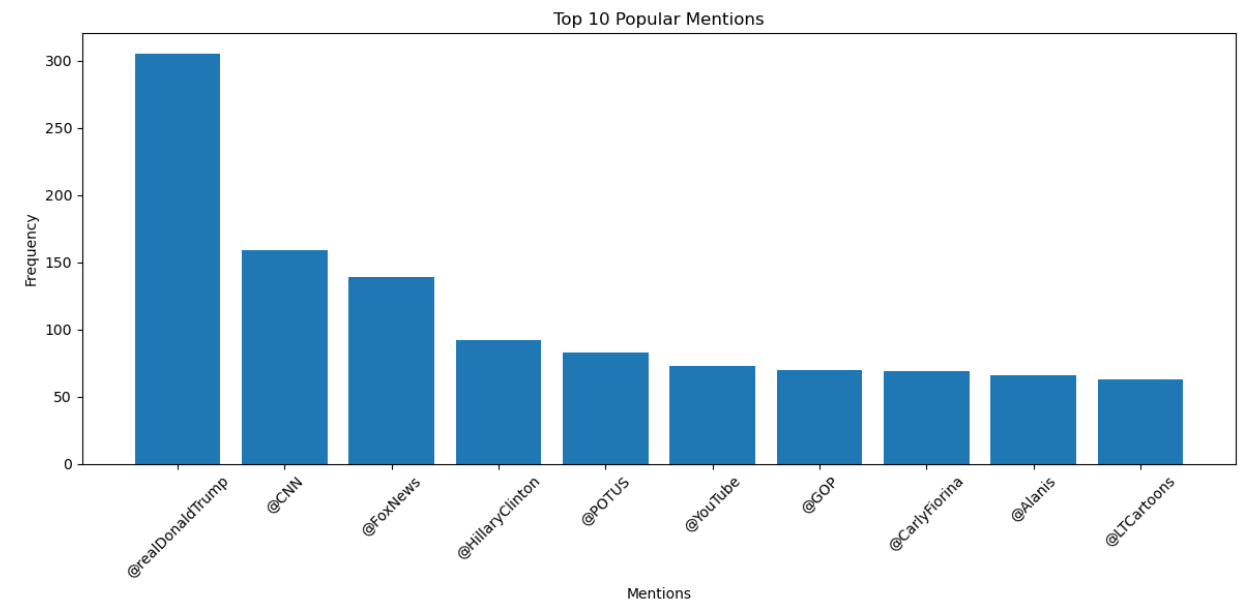 Top 10 Popular Mentions
300
250
200
150
100
50
0
Frequency
@realDonaldTrump
@CNN
@FoxNews
@HillaryClinton
@POTUS
@YouTube
@GOP
@CarlyFiorina
@Alanis
@LTCartoons
Mentions